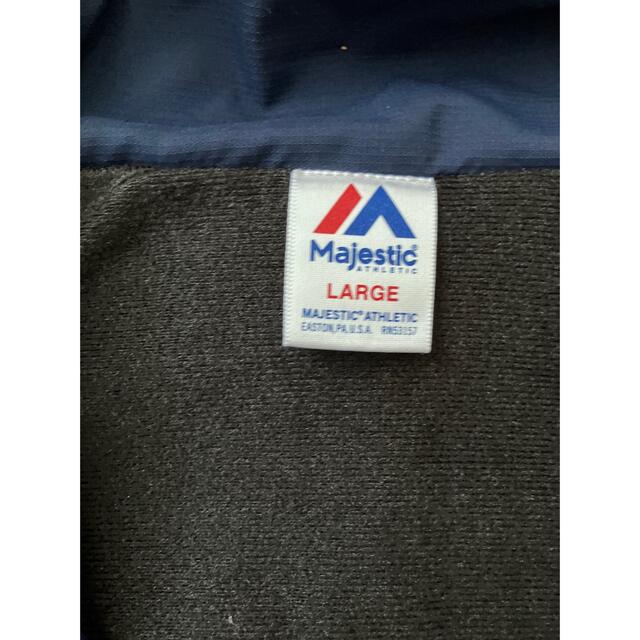 Majestic®
ATHLETIC
LARGE
MAJESTIC® ATHLETIC
EASTON, PA, U.S.A. RN53157